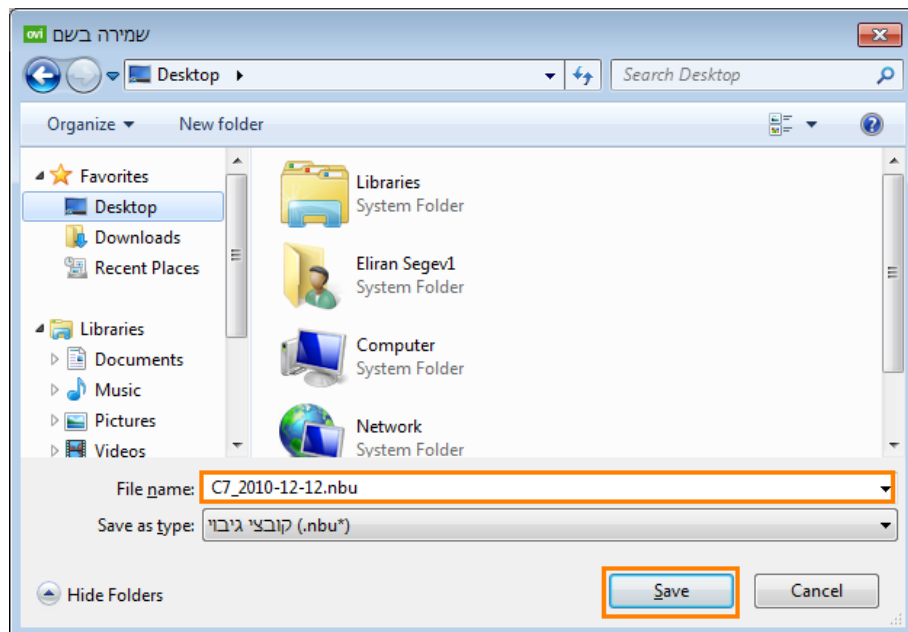 ovi שמירה בשם
Desktop
Search Desktop
Organize New folder
Favorites
Desktop
Downloads
Recent Places
Libraries
Documents
Music
Pictures
Videos
Libraries
System Folder
Eliran Segev1
System Folder
Computer
System Folder
Network
System Folder
File name: C7_2010-12-12.nbu
Save as type: קובצי גיבוי (.nbu*)
Hide Folders Save Cancel